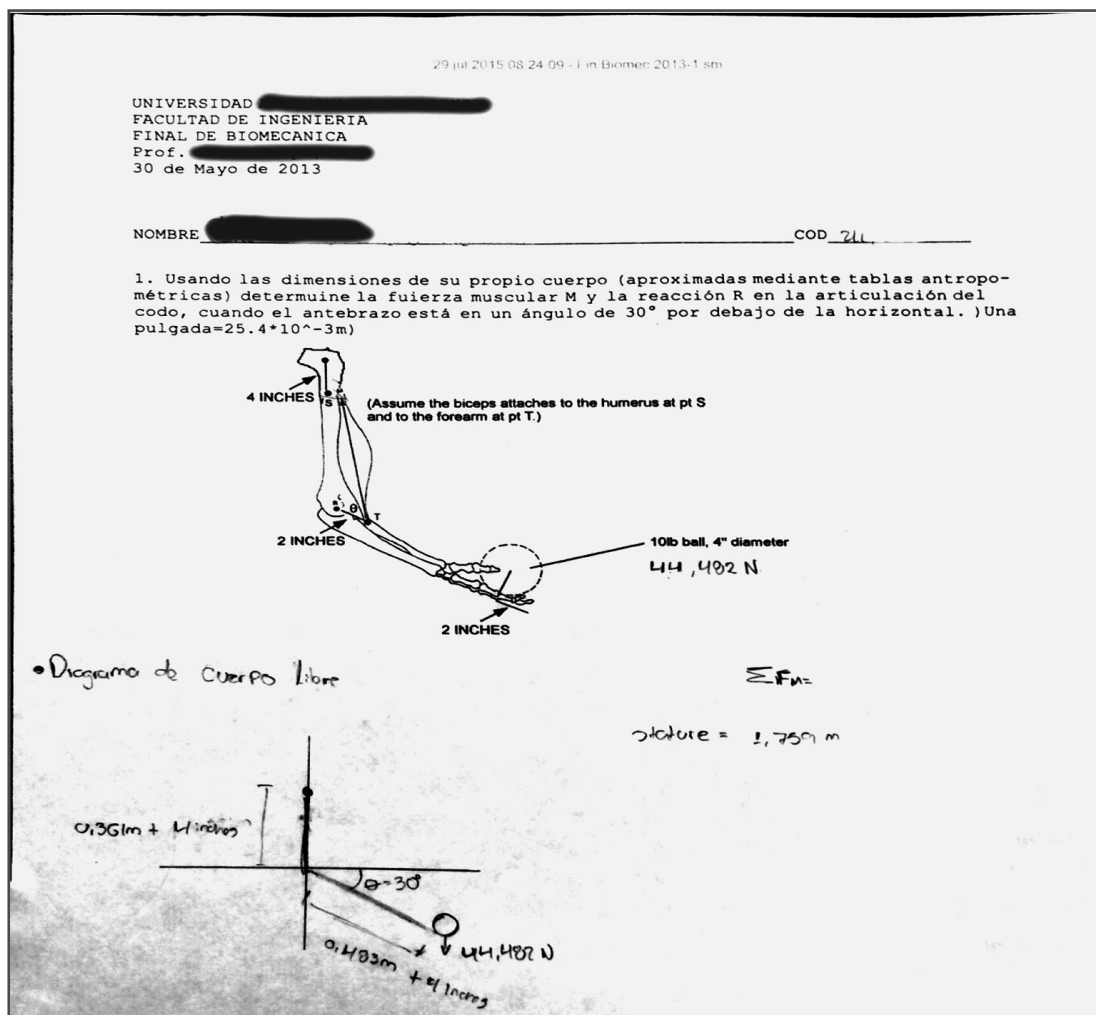 29 jul 2015 08:24:09 - Fin Biomec 2013-1.sm
UNIVERSIDAD
FACULTAD DE INGENIERIA
FINAL DE BIOMECANICA
Prof.
30 de Mayo de 2013
NOMBRE COD 211
1. Usando las dimensiones de su propio cuerpo (aproximadas mediante tablas antropo-
métricas) determuine la fuierza muscular M y la reacción R en la articulación del
codo, cuando el antebrazo está en un ángulo de 30° por debajo de la horizontal. )Una
pulgada=25.4*10^-3m)
4 INCHES
S
(Assume the biceps attaches to the humerus at pt S
and to the forearm at pt T.)
θ
T
2 INCHES
10lb ball, 4" diameter
44,482 N
2 INCHES
• Diagrama de cuerpo libre
ΣFM=
stature = 1,759 m
0,361m + 4 inches
θ=30°
44,482 N
0,483m + 4 inches